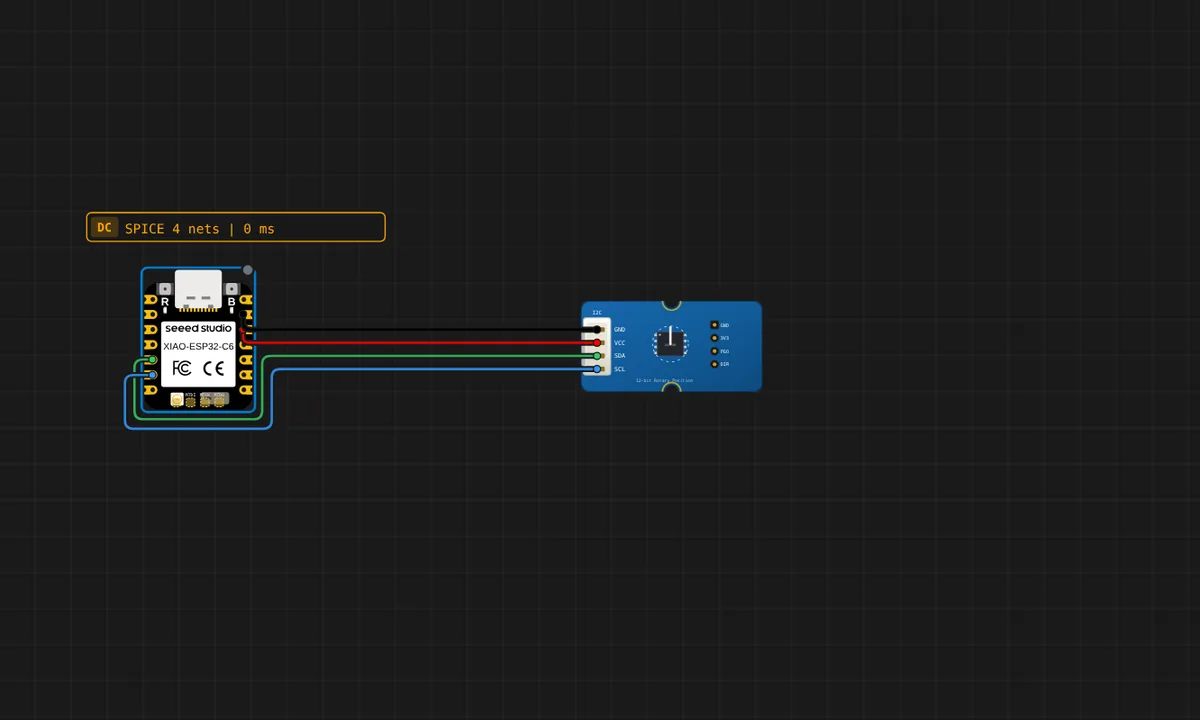 DC SPICE 4 nets | 0 ms
R B
seeed studio
XIAO-ESP32-C6
FC CE
I2C
GND
VCC
SDA
SCL
GND
3V3
PGO
DIR
12-bit Rotary Position